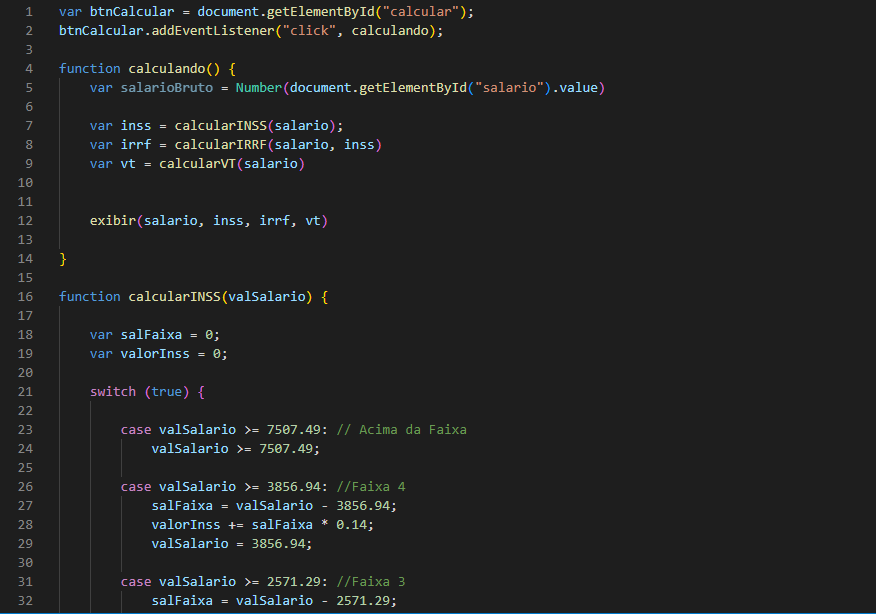 1 var btnCalcular = document.getElementById("calcular");
2 btnCalcular.addEventListener("click", calculando);
3
4 function calculando() {
5     var salarioBruto = Number(document.getElementById("salario").value)
6
7     var inss = calcularINSS(salario);
8     var irrf = calcularIRRF(salario, inss)
9     var vt = calcularVT(salario)
10
11
12     exibir(salario, inss, irrf, vt)
13
14 }
15
16 function calcularINSS(valSalario) {
17
18     var salFaixa = 0;
19     var valorInss = 0;
20
21     switch (true) {
22
23         case valSalario >= 7507.49: // Acima da Faixa
24             valSalario >= 7507.49;
25
26         case valSalario >= 3856.94: //Faixa 4
27             salFaixa = valSalario - 3856.94;
28             valorInss += salFaixa * 0.14;
29             valSalario = 3856.94;
30
31         case valSalario >= 2571.29: //Faixa 3
32             salFaixa = valSalario - 2571.29;